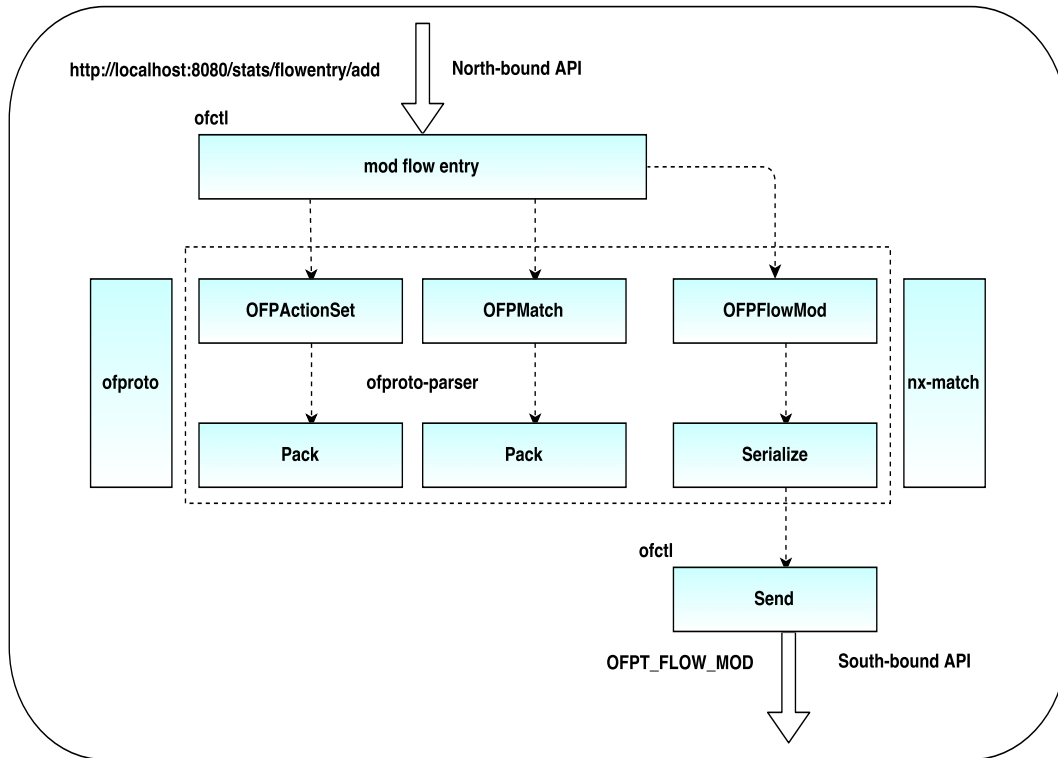 http://localhost:8080/stats/flowentry/add
North-bound API
ofctl
mod flow entry
OFPActionSet
OFPMatch
OFPFlowMod
ofproto
ofproto-parser
nx-match
Pack
Pack
Serialize
ofctl
Send
OFPT_FLOW_MOD
South-bound API